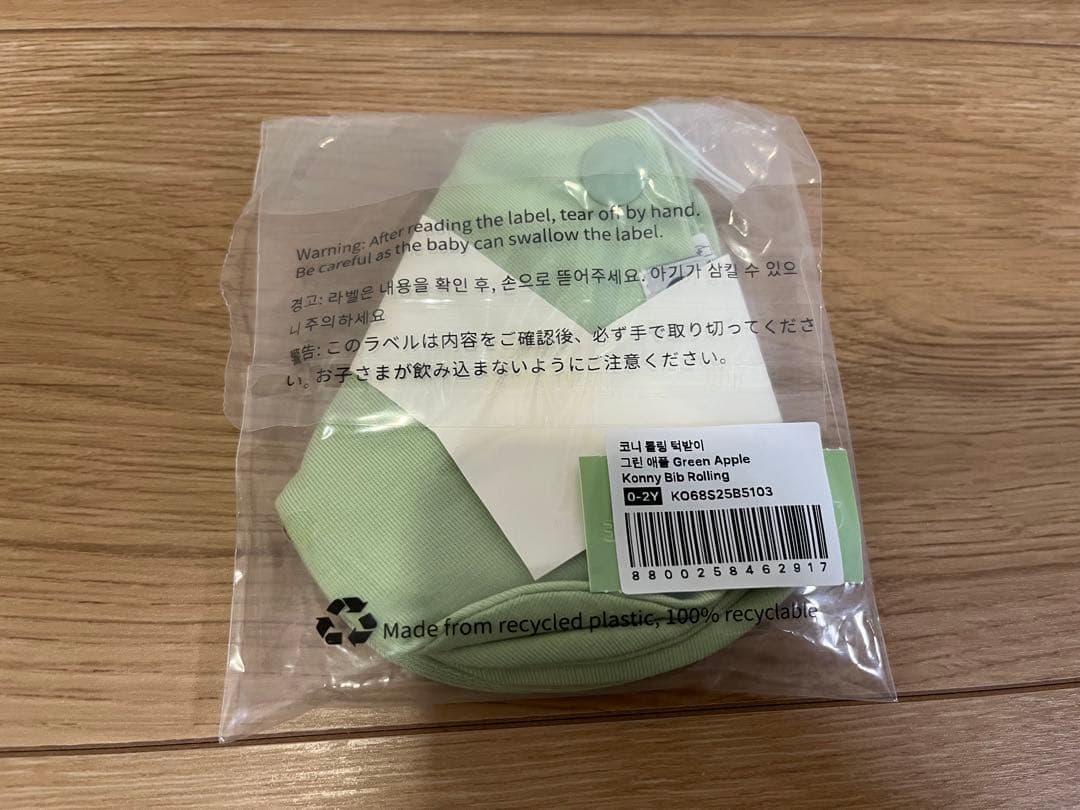 Warning: After reading the label, tear off by hand.
Be careful as the baby can swallow the label.
경고: 라벨은 내용을 확인 후, 손으로 뜯어주세요. 아기가 삼킬 수 있으
니 주의하세요
警告: このラベルは内容をご確認後、必ず手で取り切ってくださ
い。お子さまが飲み込まないようにご注意ください。
코니 롤링 턱받이
그린 애플 Green Apple
Konny Bib Rolling
0-2Y KO68S25B5103
8800258462917
Made from recycled plastic, 100% recyclable